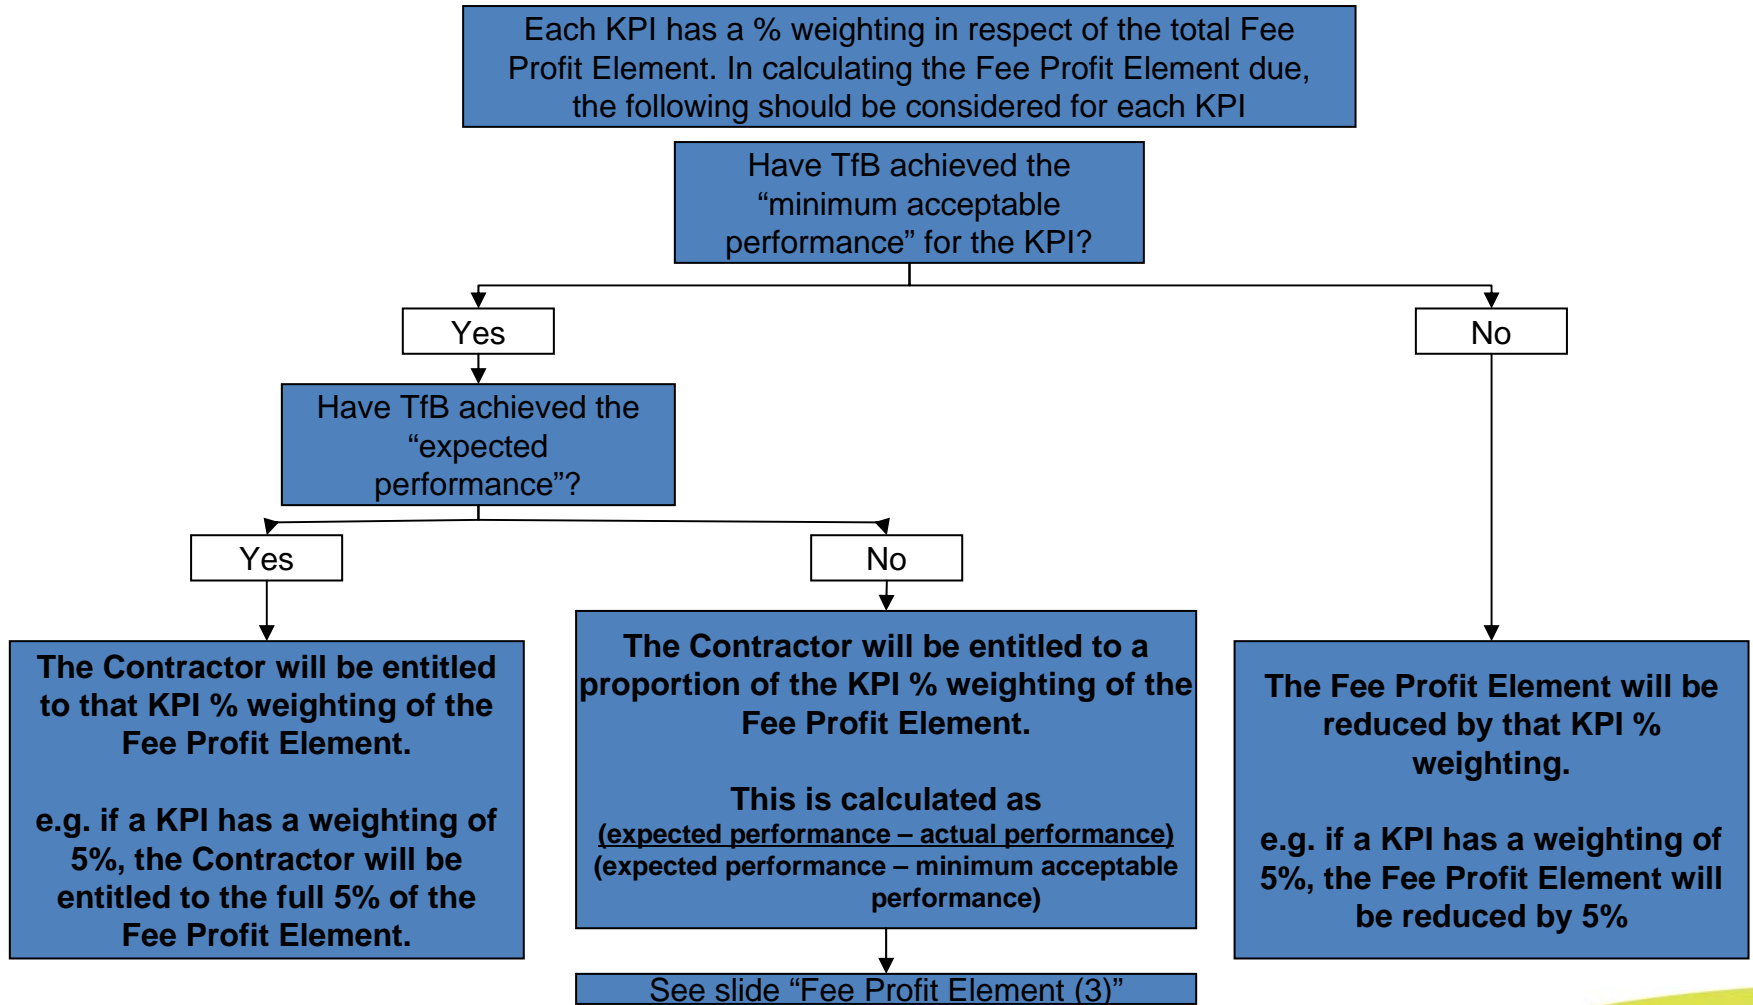 Each KPI has a % weighting in respect of the total Fee
Profit Element. In calculating the Fee Profit Element due,
the following should be considered for each KPI
Have TfB achieved the
“minimum acceptable
performance” for the KPI?
Yes
No
Have TfB achieved the
“expected
performance”?
Yes
No
The Contractor will be entitled
to that KPI % weighting of the
Fee Profit Element.
e.g. if a KPI has a weighting of
5%, the Contractor will be
entitled to the full 5% of the
Fee Profit Element.
The Contractor will be entitled to a
proportion of the KPI % weighting of the
Fee Profit Element.
This is calculated as
(expected performance – actual performance)
(expected performance – minimum acceptable
performance)
The Fee Profit Element will be
reduced by that KPI %
weighting.
e.g. if a KPI has a weighting of
5%, the Fee Profit Element will
be reduced by 5%
See slide “Fee Profit Element (3)”